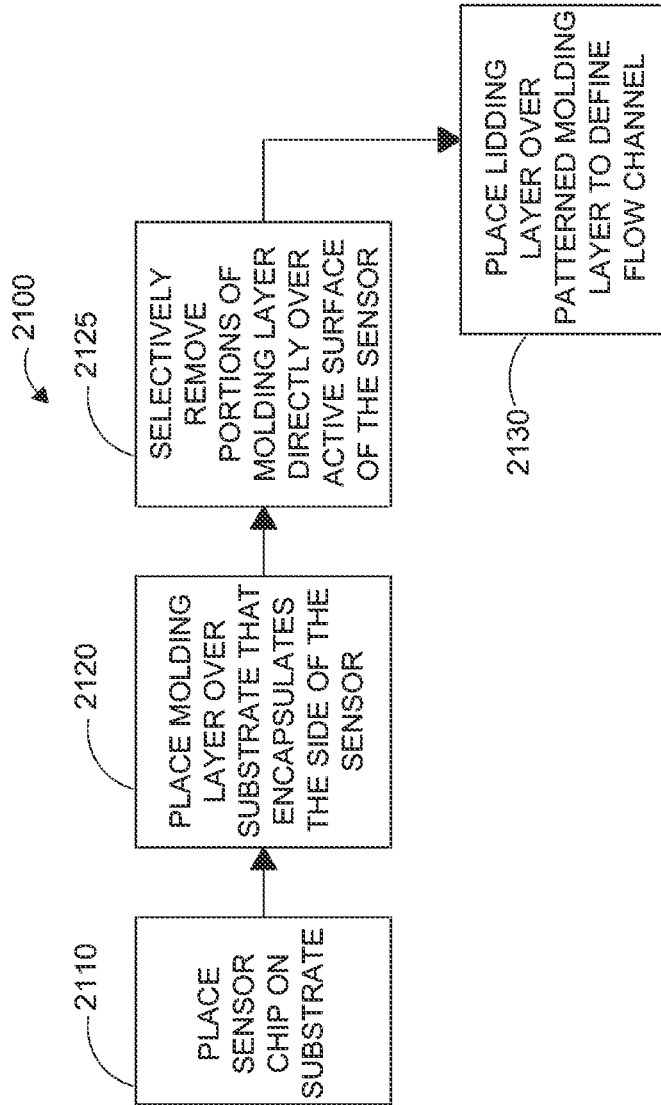 2100
2110
PLACE
SENSOR
CHIP ON
SUBSTRATE
2120
PLACE MOLDING
LAYER OVER
SUBSTRATE THAT
ENCAPSULATES
THE SIDE OF THE
SENSOR
2125
SELECTIVELY
REMOVE
PORTIONS OF
MOLDING LAYER
DIRECTLY OVER
ACTIVE SURFACE
OF THE SENSOR
2130
PLACE LIDDING
LAYER OVER
PATTERNED MOLDING
LAYER TO DEFINE
FLOW CHANNEL